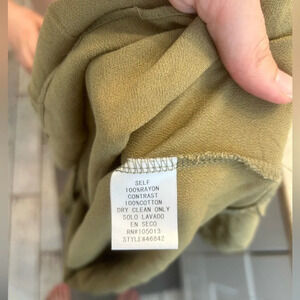 SELF
100%RAYON
CONTRAST
100%COTTON
DRY CLEAN ONLY
SOLO LAVADO
EN SECO
RN#105013
STYLE#46842